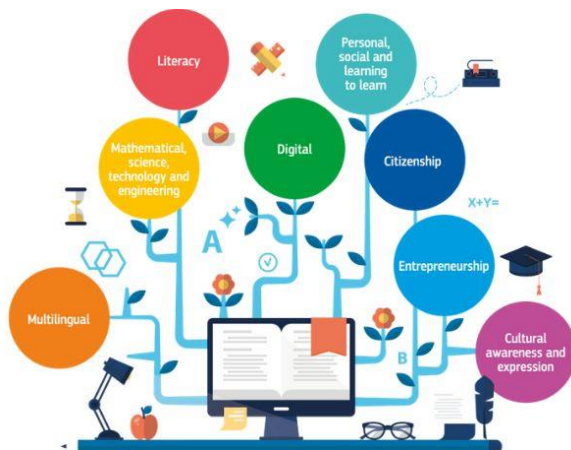 Literacy
Personal,
social and
learning
to learn
Mathematical,
science,
technology and
engineering
Digital
Citizenship
X+Y=
A
Entrepreneurship
Multilingual
B
Cultural
awareness and
expression